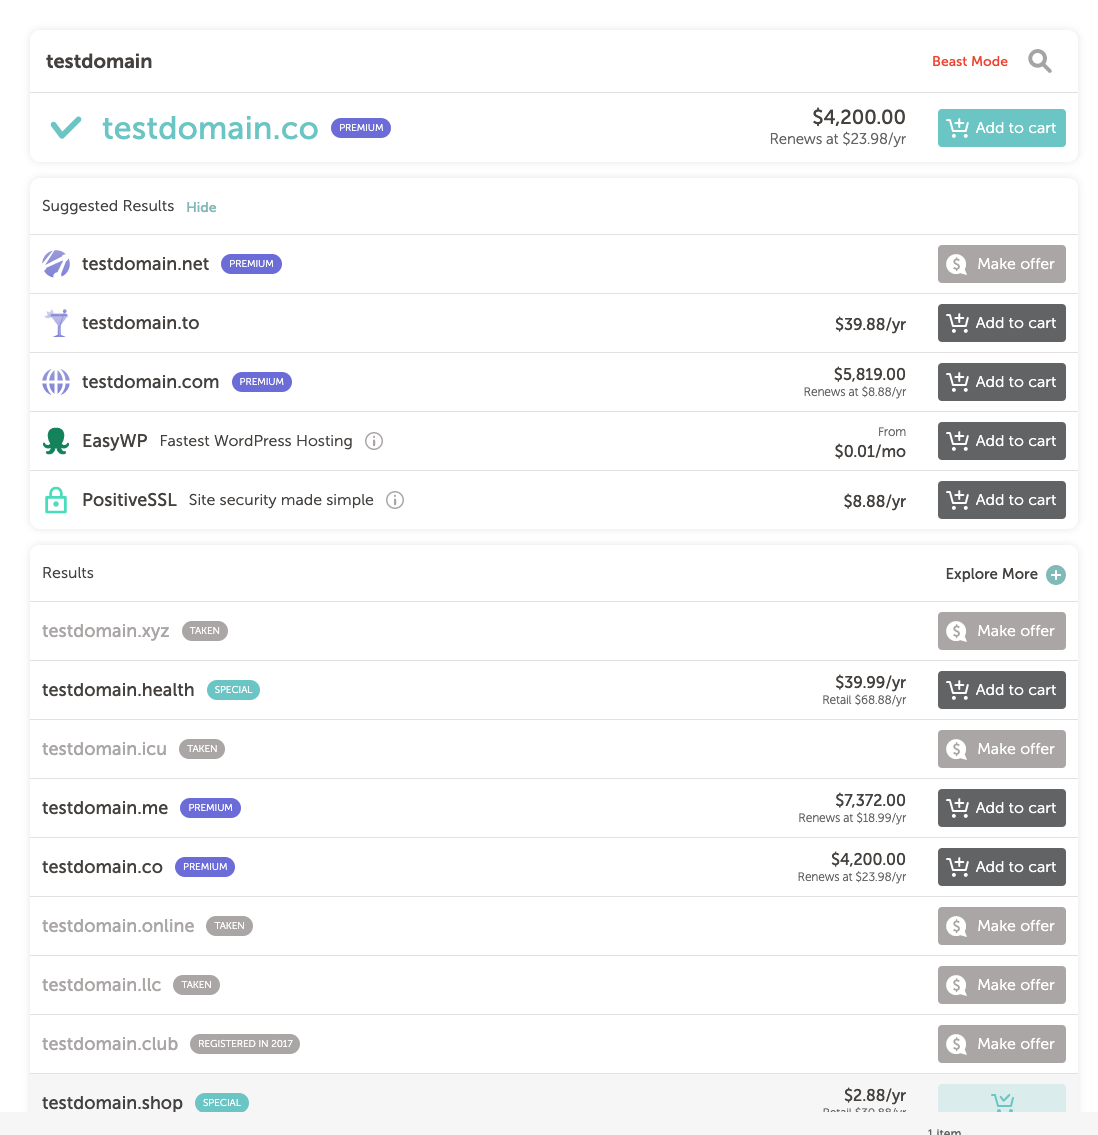 testdomain
Beast Mode
testdomain.co PREMIUM
$4,200.00
Renews at $23.98/yr
Add to cart
Suggested Results Hide
testdomain.net PREMIUM
Make offer
testdomain.to
$39.88/yr
Add to cart
testdomain.com PREMIUM
$5,819.00
Renews at $8.88/yr
Add to cart
EasyWP Fastest WordPress Hosting
From
$0.01/mo
Add to cart
PositiveSSL Site security made simple
$8.88/yr
Add to cart
Results
Explore More
testdomain.xyz TAKEN
Make offer
testdomain.health SPECIAL
$39.99/yr
Retail $68.88/yr
Add to cart
testdomain.icu TAKEN
Make offer
testdomain.me PREMIUM
$7,372.00
Renews at $18.99/yr
Add to cart
testdomain.co PREMIUM
$4,200.00
Renews at $23.98/yr
Add to cart
testdomain.online TAKEN
Make offer
testdomain.llc TAKEN
Make offer
testdomain.club REGISTERED IN 2017
Make offer
testdomain.shop SPECIAL
$2.88/yr
Retail
1 item